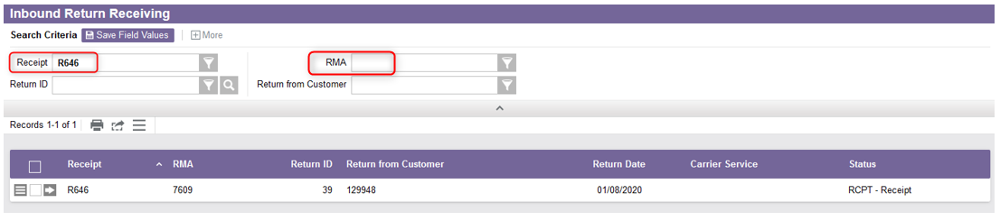 Inbound Return Receiving
Search Criteria Save Field Values More
Receipt R646 RMA
Return ID Return from Customer
Records 1-1 of 1
Receipt RMA Return ID Return from Customer Return Date Carrier Service Status
R646 7609 39 129948 01/08/2020 RCPT - Receipt